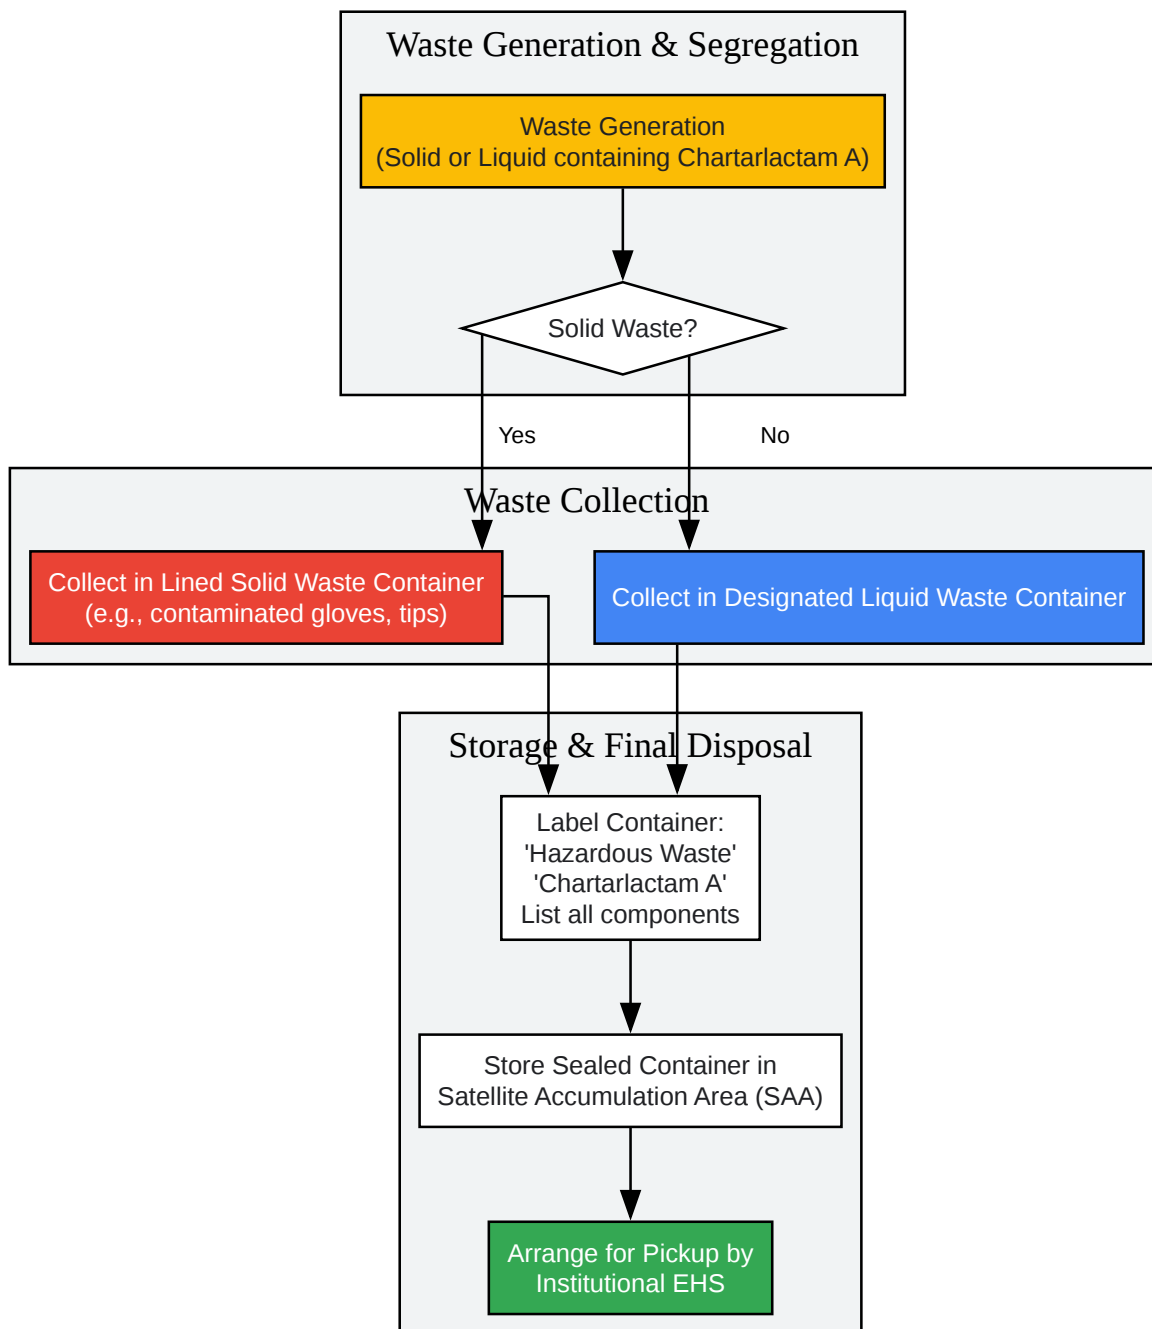 Waste Generation & Segregation
Waste Generation
(Solid or Liquid containing Chartarlactam A)
Solid Waste?
Yes
No
Waste Collection
Collect in Lined Solid Waste Container
(e.g., contaminated gloves, tips)
Collect in Designated Liquid Waste Container
Storage & Final Disposal
Label Container:
'Hazardous Waste'
'Chartarlactam A'
List all components
Store Sealed Container in
Satellite Accumulation Area (SAA)
Arrange for Pickup by
Institutional EHS